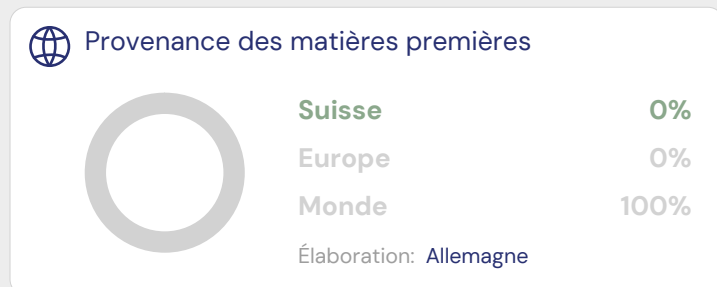 Provenance des matières premières
Suisse 0%
Europe 0%
Monde 100%
Élaboration: Allemagne